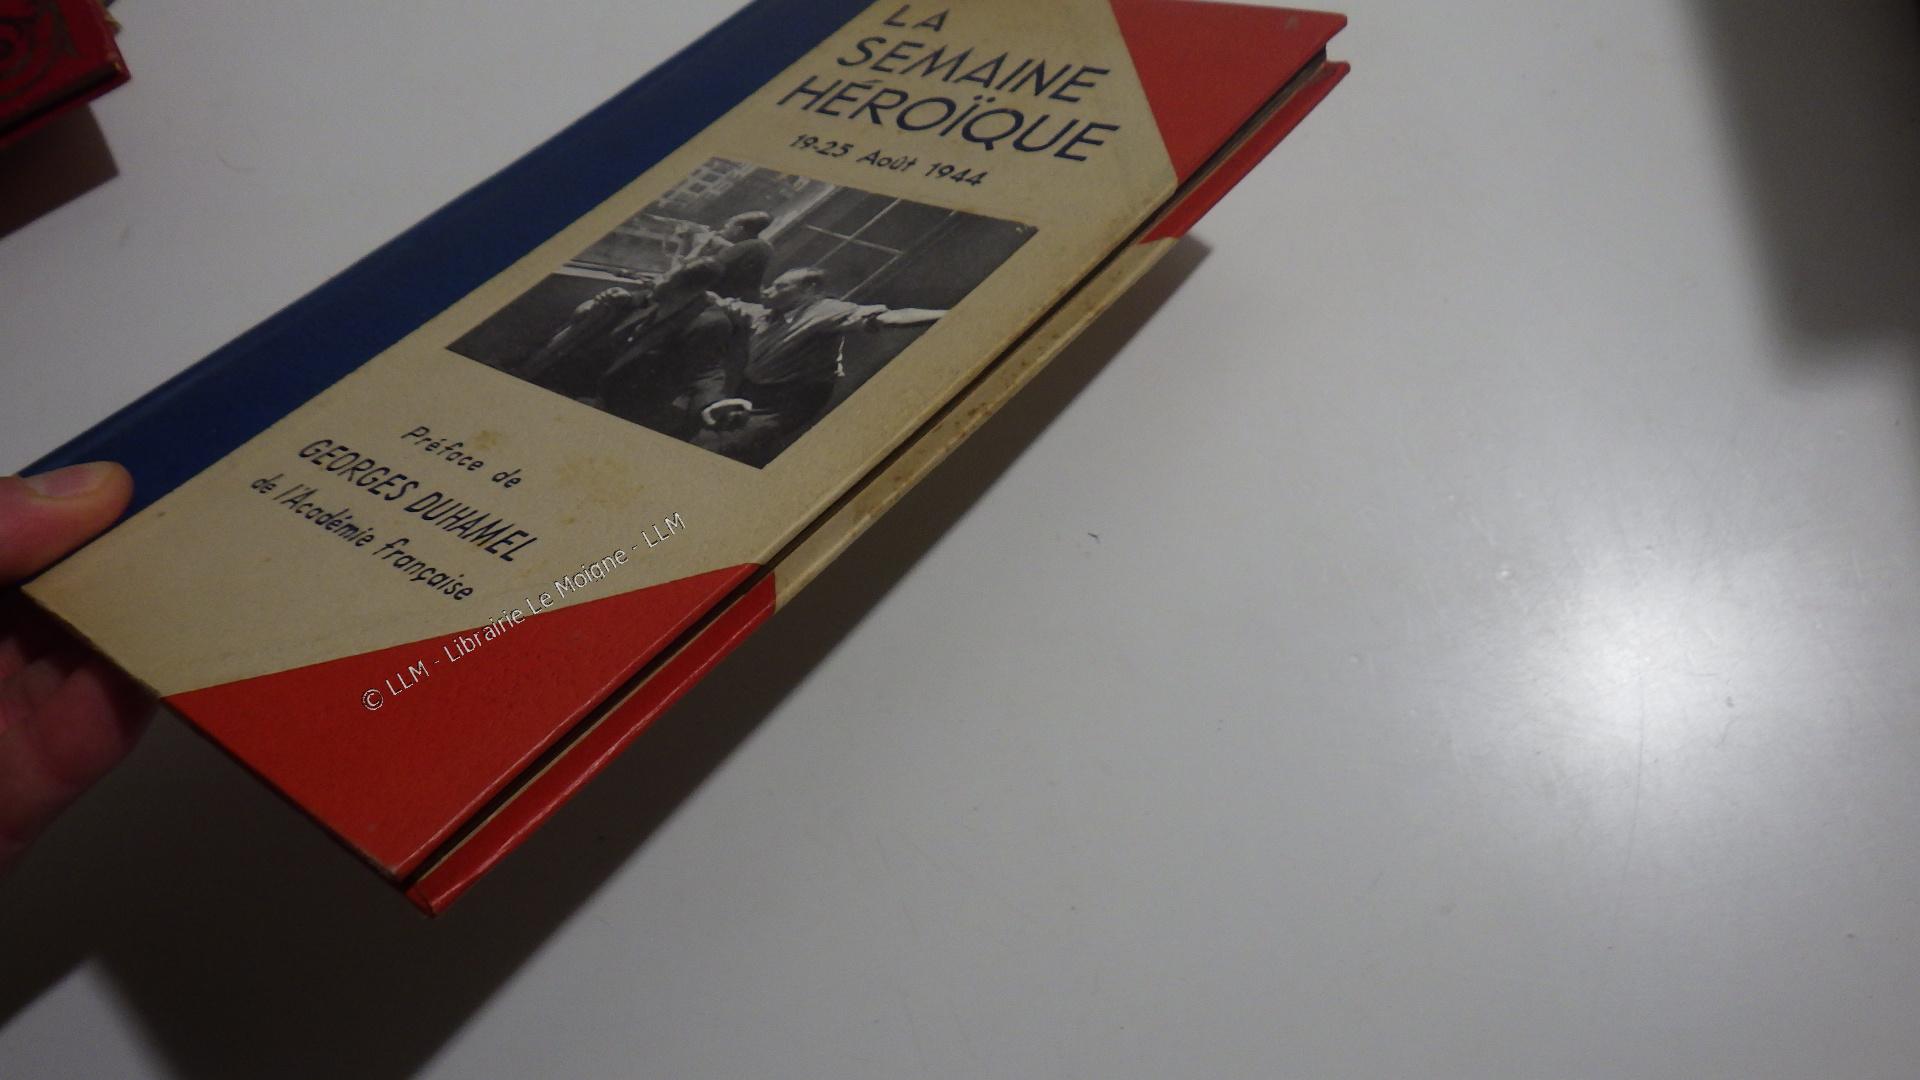 LA
SEMAINE
HÉROÏQUE
19-25 Août 1944
Préface de
GEORGES DUHAMEL
de l'Académie française
© LLM - Librairie Le Moigne - LLM